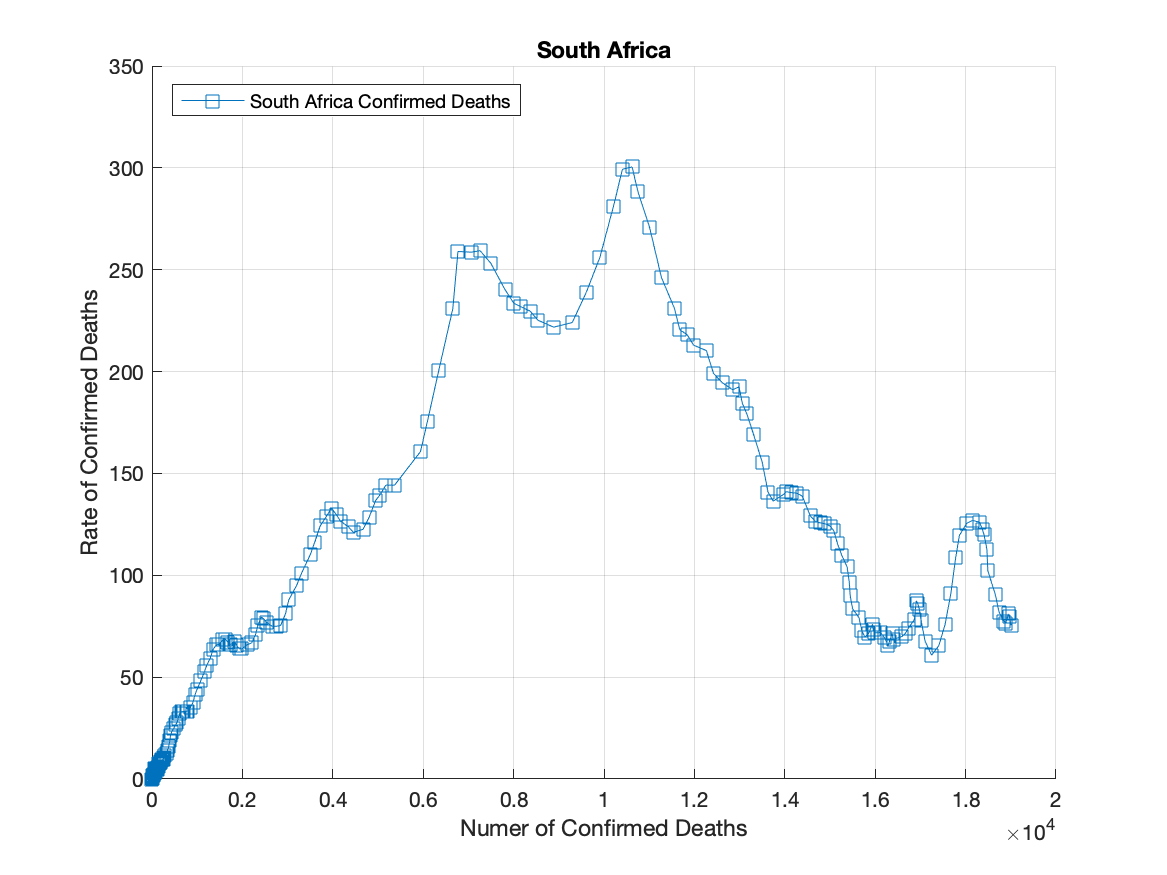 South Africa
South Africa Confirmed Deaths
350
300
250
200
150
100
50
0
Rate of Confirmed Deaths
0 0.2 0.4 0.6 0.8 1 1.2 1.4 1.6 1.8 2
Numer of Confirmed Deaths
×10⁴